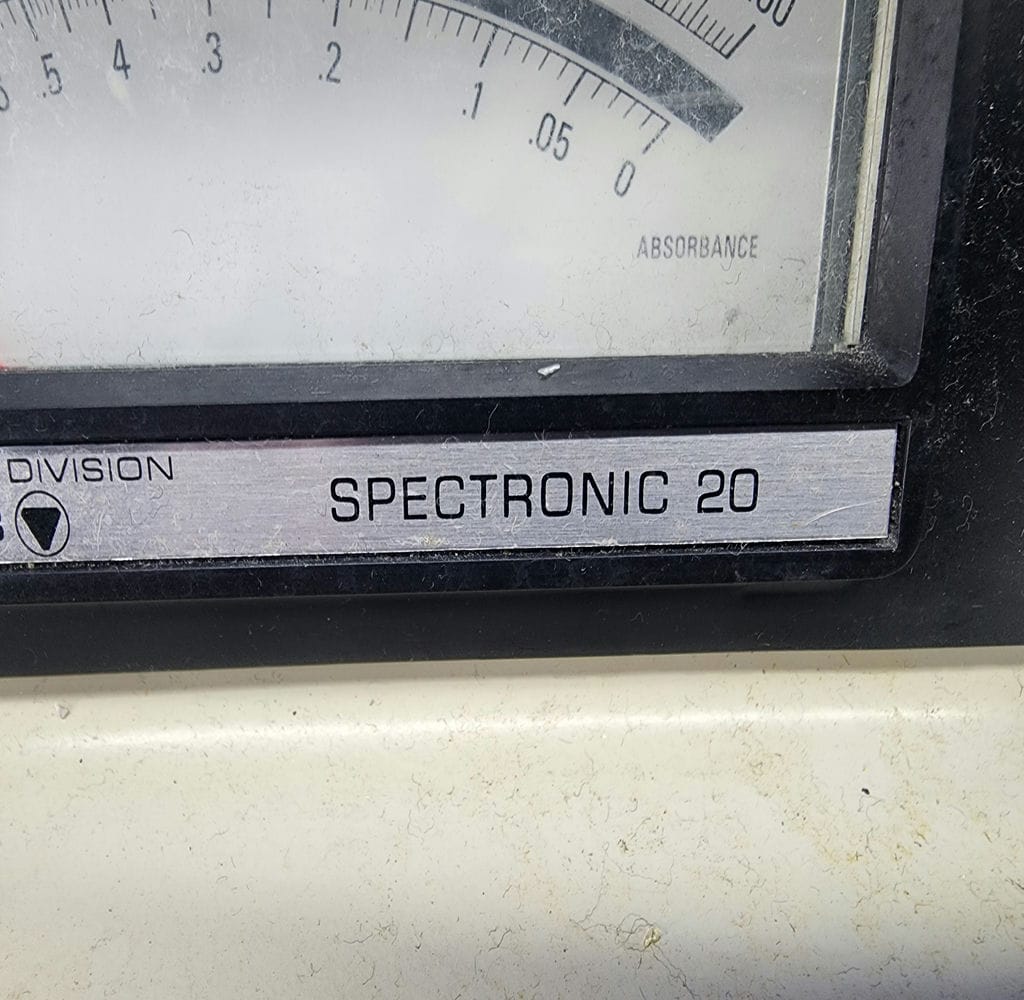 .5 .4 .3 .2 .1 .05 0
ABSORBANCE
DIVISION
SPECTRONIC 20